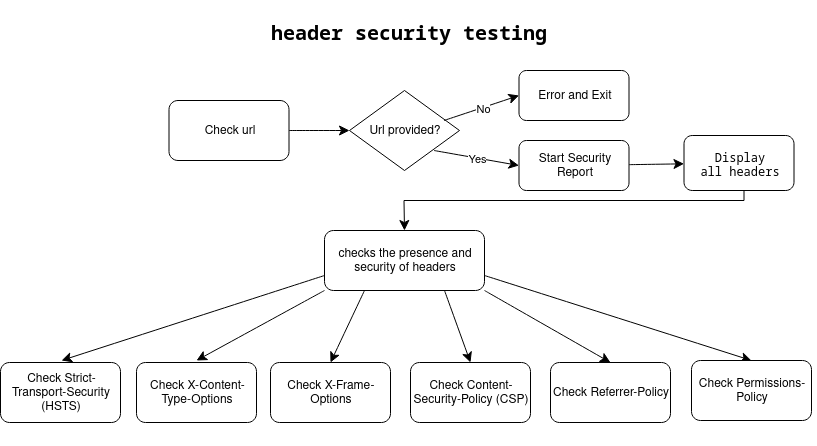 header security testing
Check url
Url provided?
No
Error and Exit
Yes
Start Security
Report
Display
all headers
checks the presence and
security of headers
Check Strict-
Transport-Security
(HSTS)
Check X-Content-
Type-Options
Check X-Frame-
Options
Check Content-
Security-Policy (CSP)
Check Referrer-Policy
Check Permissions-
Policy